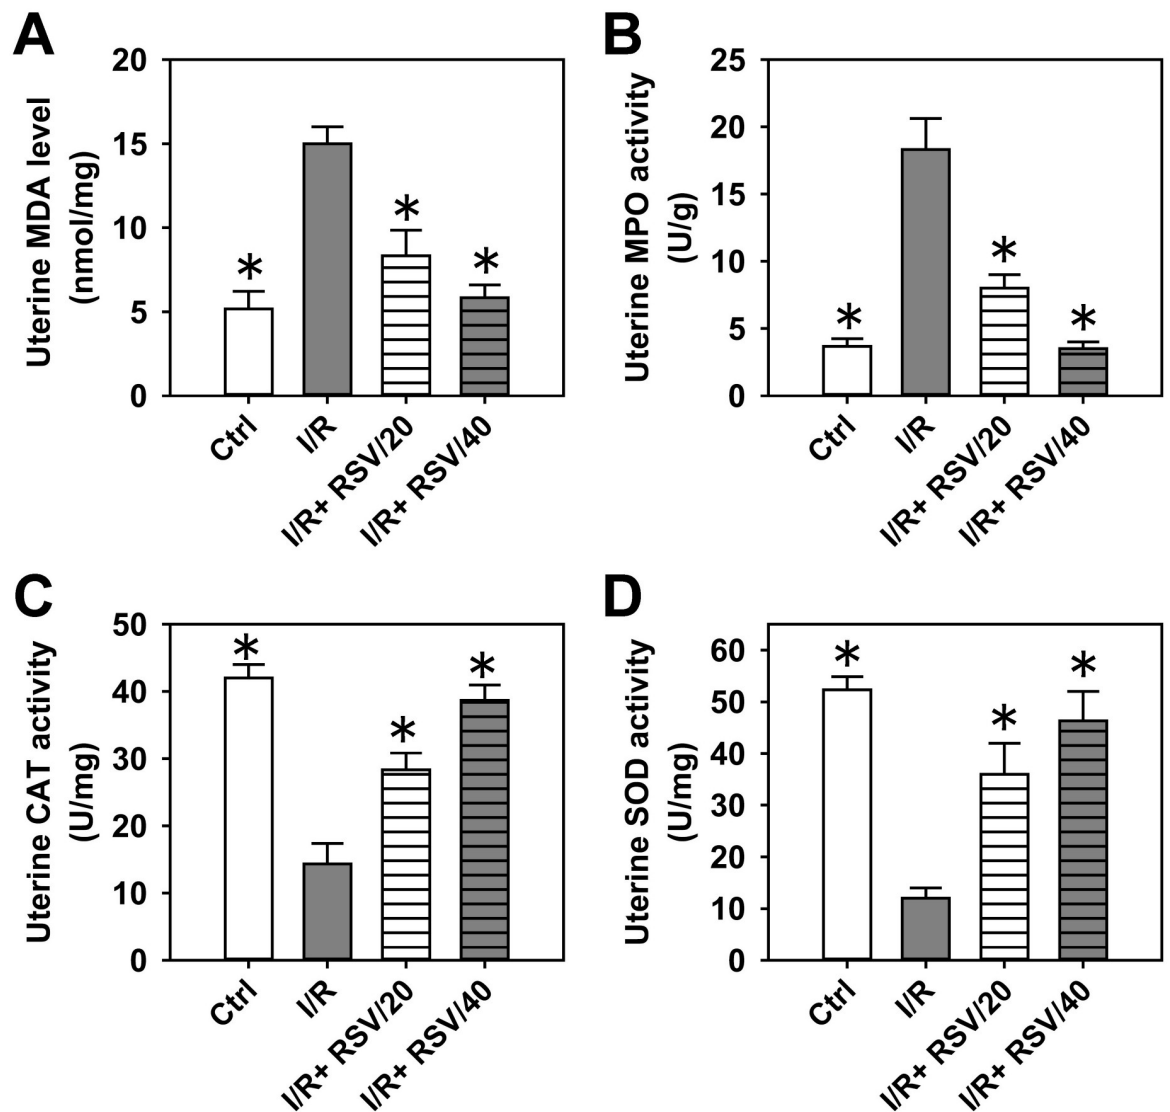 A
Uterine MDA level
(nmol/mg)
20
15
10
5
0
*
*
*
Ctrl
I/R
I/R+ RSV/20
I/R+ RSV/40
B
Uterine MPO activity
(U/g)
25
20
15
10
5
0
*
*
*
Ctrl
I/R
I/R+ RSV/20
I/R+ RSV/40
C
Uterine CAT activity
(U/mg)
50
40
30
20
10
0
*
*
*
Ctrl
I/R
I/R+ RSV/20
I/R+ RSV/40
D
Uterine SOD activity
(U/mg)
60
50
40
30
20
10
0
*
*
*
Ctrl
I/R
I/R+ RSV/20
I/R+ RSV/40